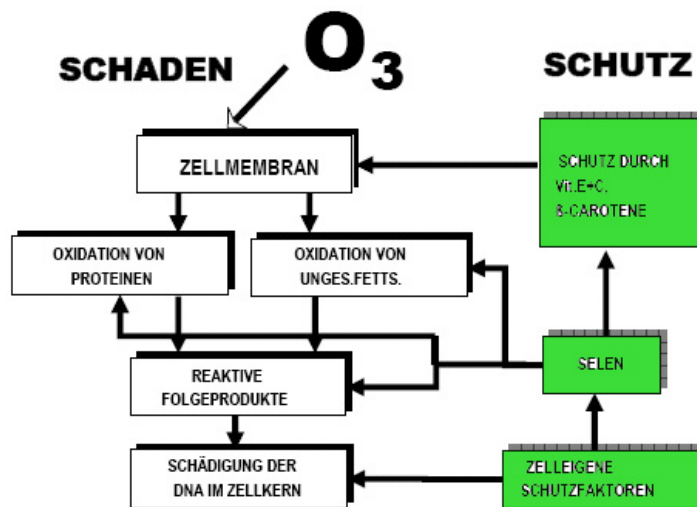 O3
SCHADEN
SCHUTZ
ZELLMEMBRAN
SCHUTZ DURCH
Vit.E+C.
ß-CAROTENE
OXIDATION VON
PROTEINEN
OXIDATION VON
UNGES.FETTS.
REAKTIVE
FOLGEPRODUKTE
SELEN
SCHÄDIGUNG DER
DNA IM ZELLKERN
ZELLEIGENE
SCHUTZFAKTOREN